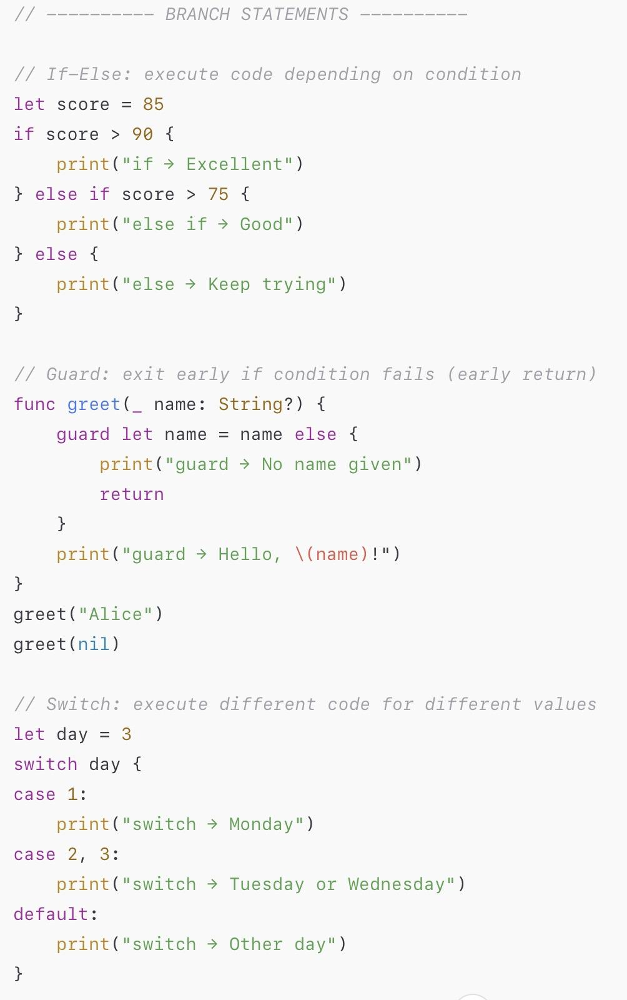 // —————————— BRANCH STATEMENTS ——————————
// If—Else: execute code depending on condition
let score = 85
if score > 90 {
    print("if → Excellent")
} else if score > 75 {
    print("else if → Good")
} else {
    print("else → Keep trying")
}
// Guard: exit early if condition fails (early return)
func greet(_ name: String?) {
    guard let name = name else {
        print("guard → No name given")
        return
    }
    print("guard → Hello, \(name)!")
}
greet("Alice")
greet(nil)
// Switch: execute different code for different values
let day = 3
switch day {
case 1:
    print("switch → Monday")
case 2, 3:
    print("switch → Tuesday or Wednesday")
default:
    print("switch → Other day")
}